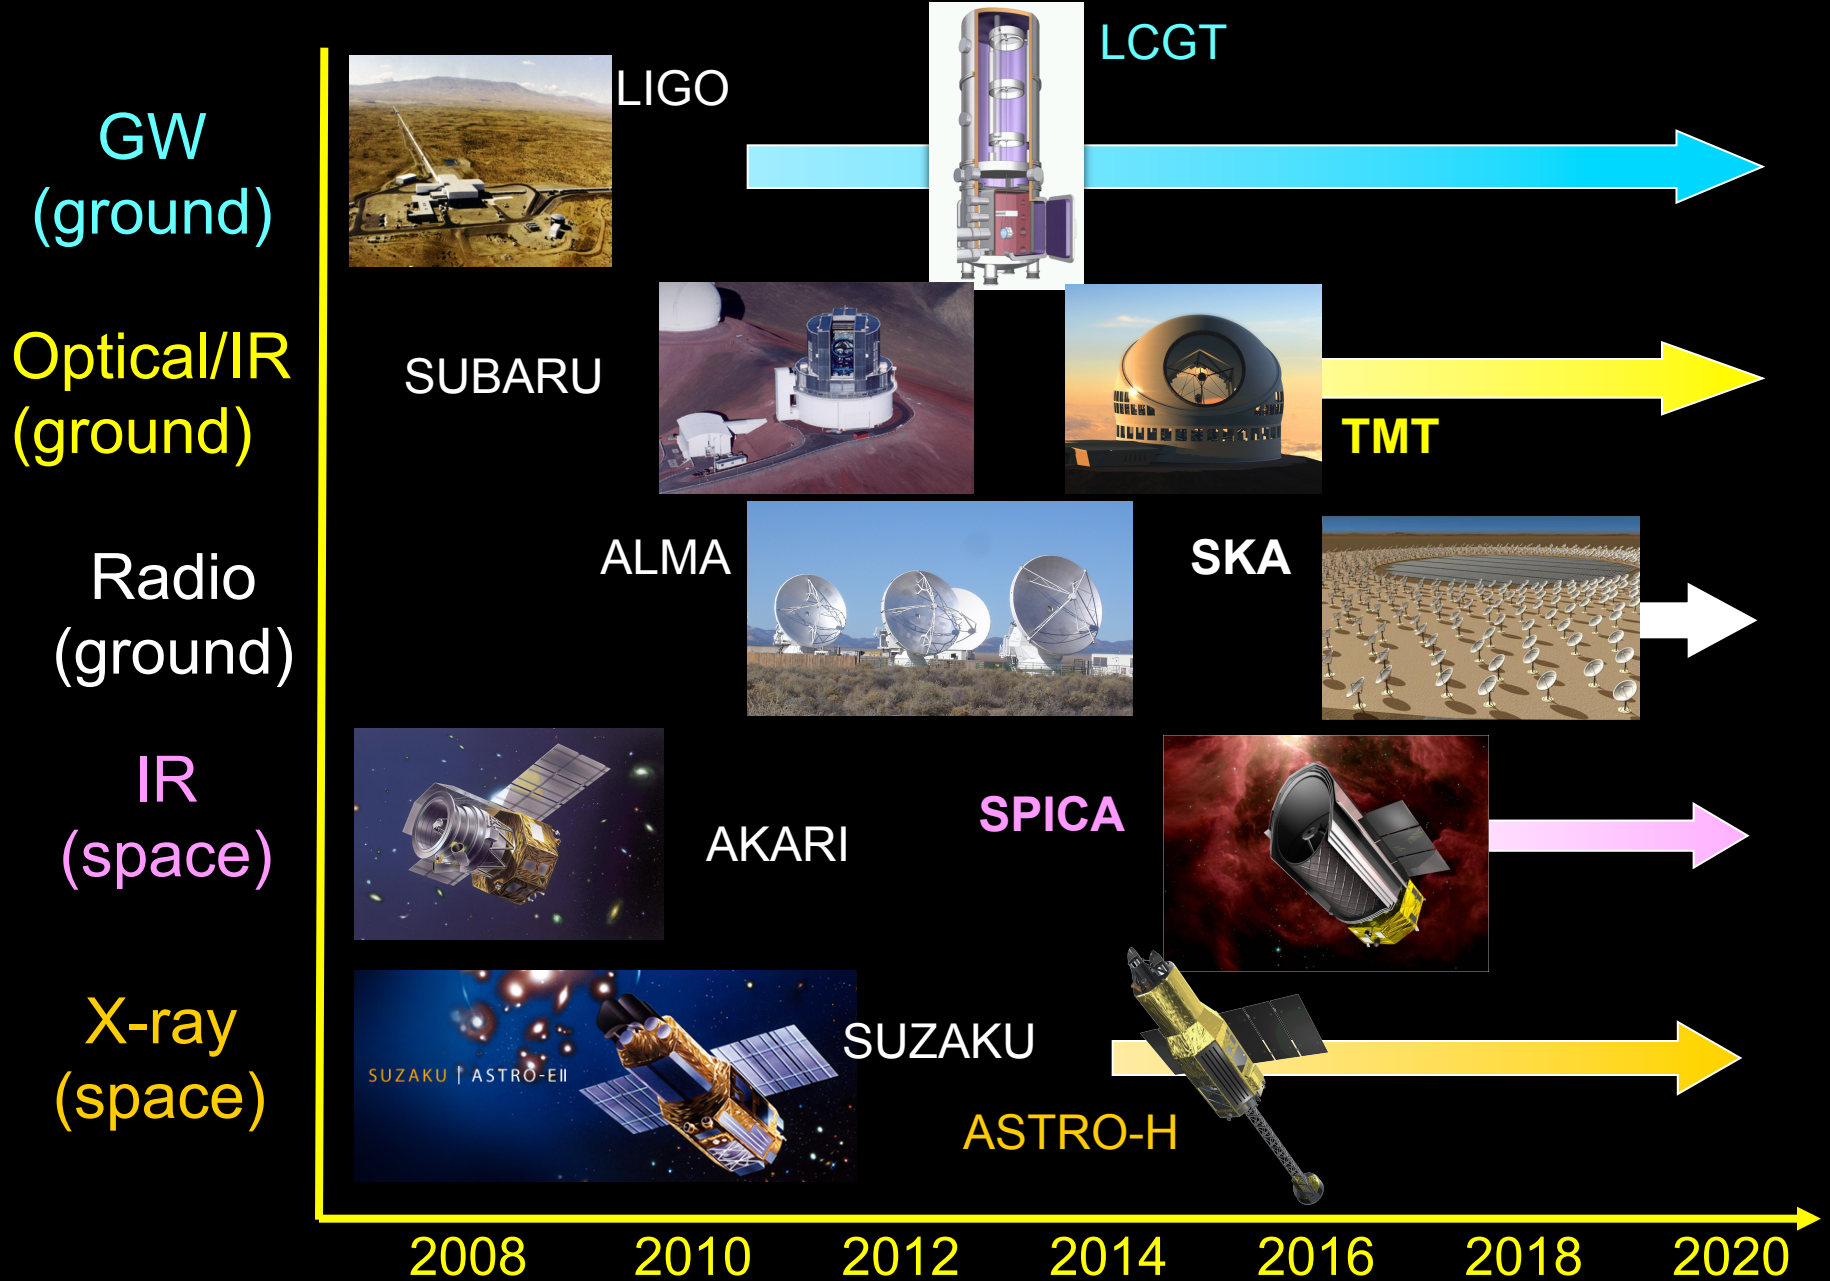 LCGT
LIGO
GW
(ground)
Optical/IR
(ground)
SUBARU
TMT
Radio
(ground)
ALMA
SKA
IR
(space)
AKARI
SPICA
X-ray
(space)
SUZAKU | ASTRO-EII
SUZAKU
ASTRO-H
2008 2010 2012 2014 2016 2018 2020